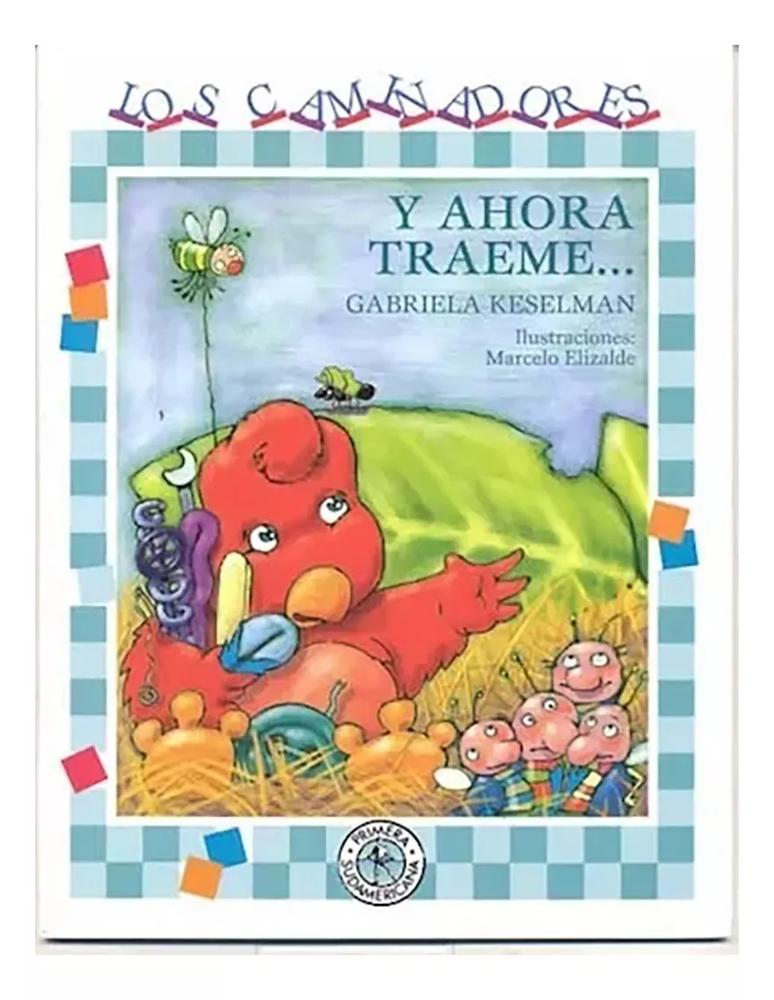 LOS CAMINADORES
Y AHORA
TRAEME...
GABRIELA KESELMAN
Ilustraciones:
Marcelo Elizalde
PRIMERA
SUDAMERICANA